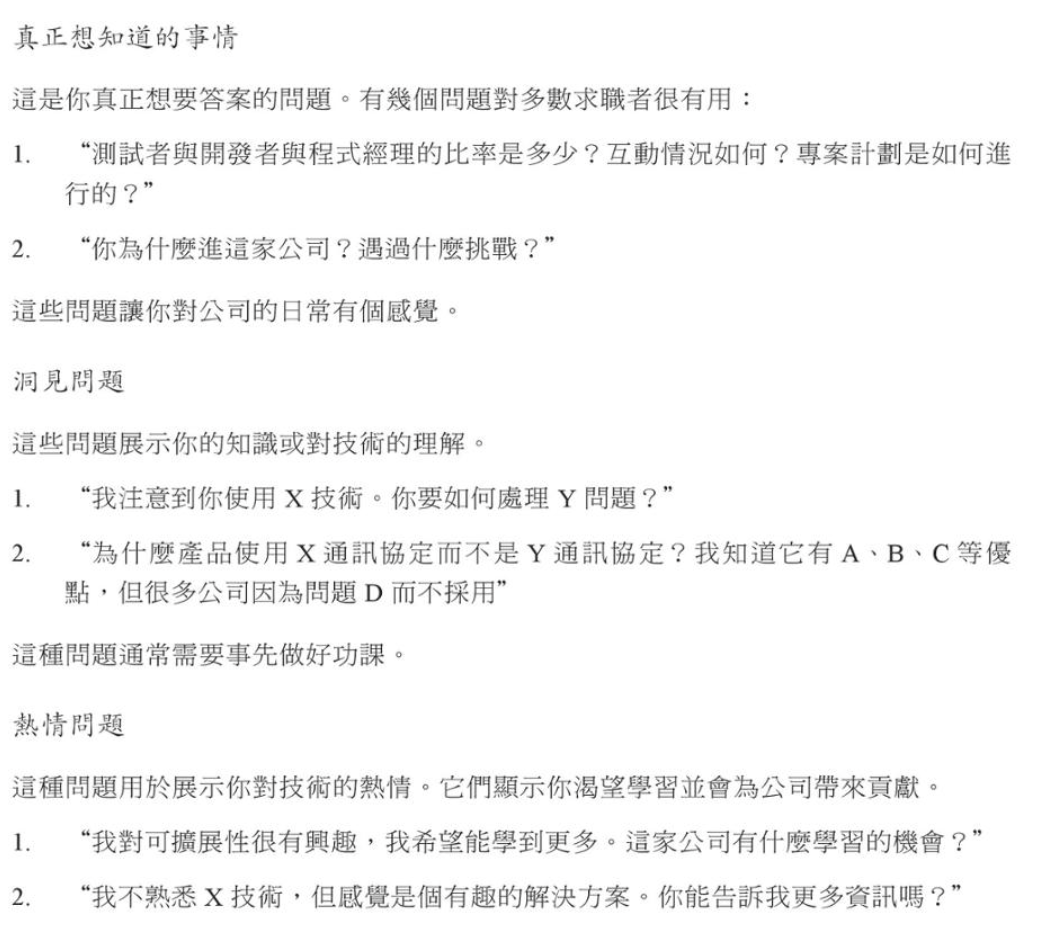 真正想知道的事情
這是你真正想要答案的問題。有幾個問題對多數求職者很有用：
1. “測試者與開發者與程式經理的比率是多少？互動情況如何？專案計劃是如何進
行的？”
2. “你為什麼進這家公司？遇過什麼挑戰？”
這些問題讓你對公司的日常有個感覺。
洞見問題
這些問題展示你的知識或對技術的理解。
1. “我注意到你使用 X 技術。你要如何處理 Y 問題？”
2. “為什麼產品使用 X 通訊協定而不是 Y 通訊協定？我知道它有 A、B、C 等優
點，但很多公司因為問題 D 而不採用”
這種問題通常需要事先做好功課。
熱情問題
這種問題用於展示你對技術的熱情。它們顯示你渴望學習並會為公司帶來貢獻。
1. “我對可擴展性很有興趣，我希望能學到更多。這家公司有什麼學習的機會？”
2. “我不熟悉 X 技術，但感覺是個有趣的解決方案。你能告訴我更多資訊嗎？”